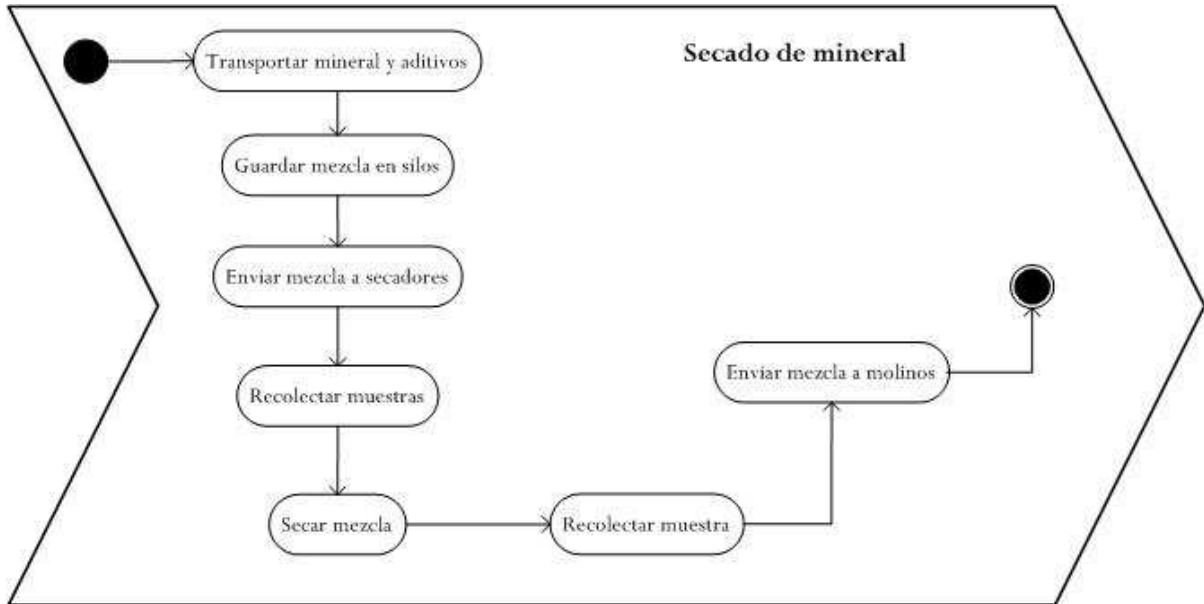 Secado de mineral
Transportar mineral y aditivos
Guardar mezcla en silos
Enviar mezcla a secadores
Recolectar muestras
Secar mezcla
Recolectar muestra
Enviar mezcla a molinos